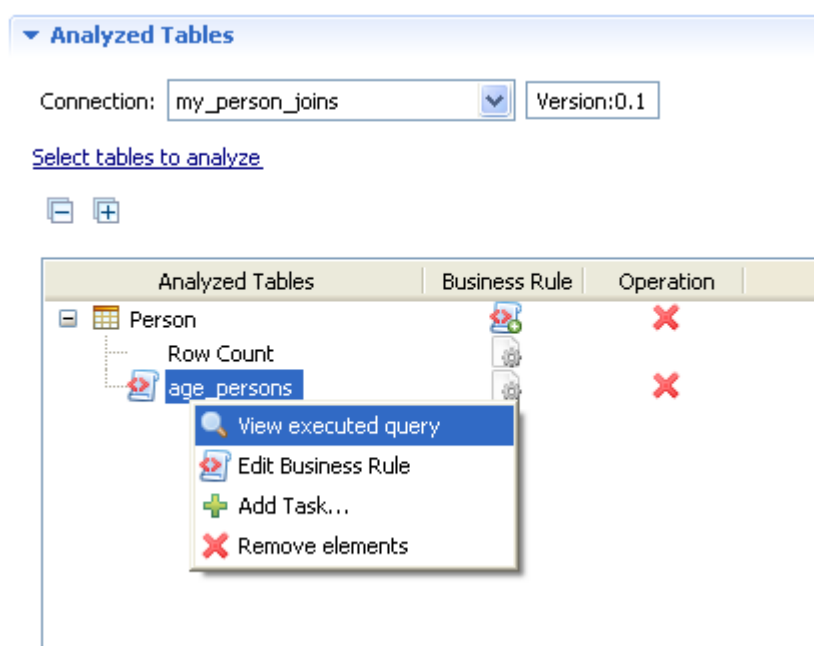 Analyzed Tables
Connection: my_person_joins Version:0.1
Select tables to analyze
Analyzed Tables Business Rule Operation
Person
Row Count
age_persons
View executed query
Edit Business Rule
Add Task...
Remove elements